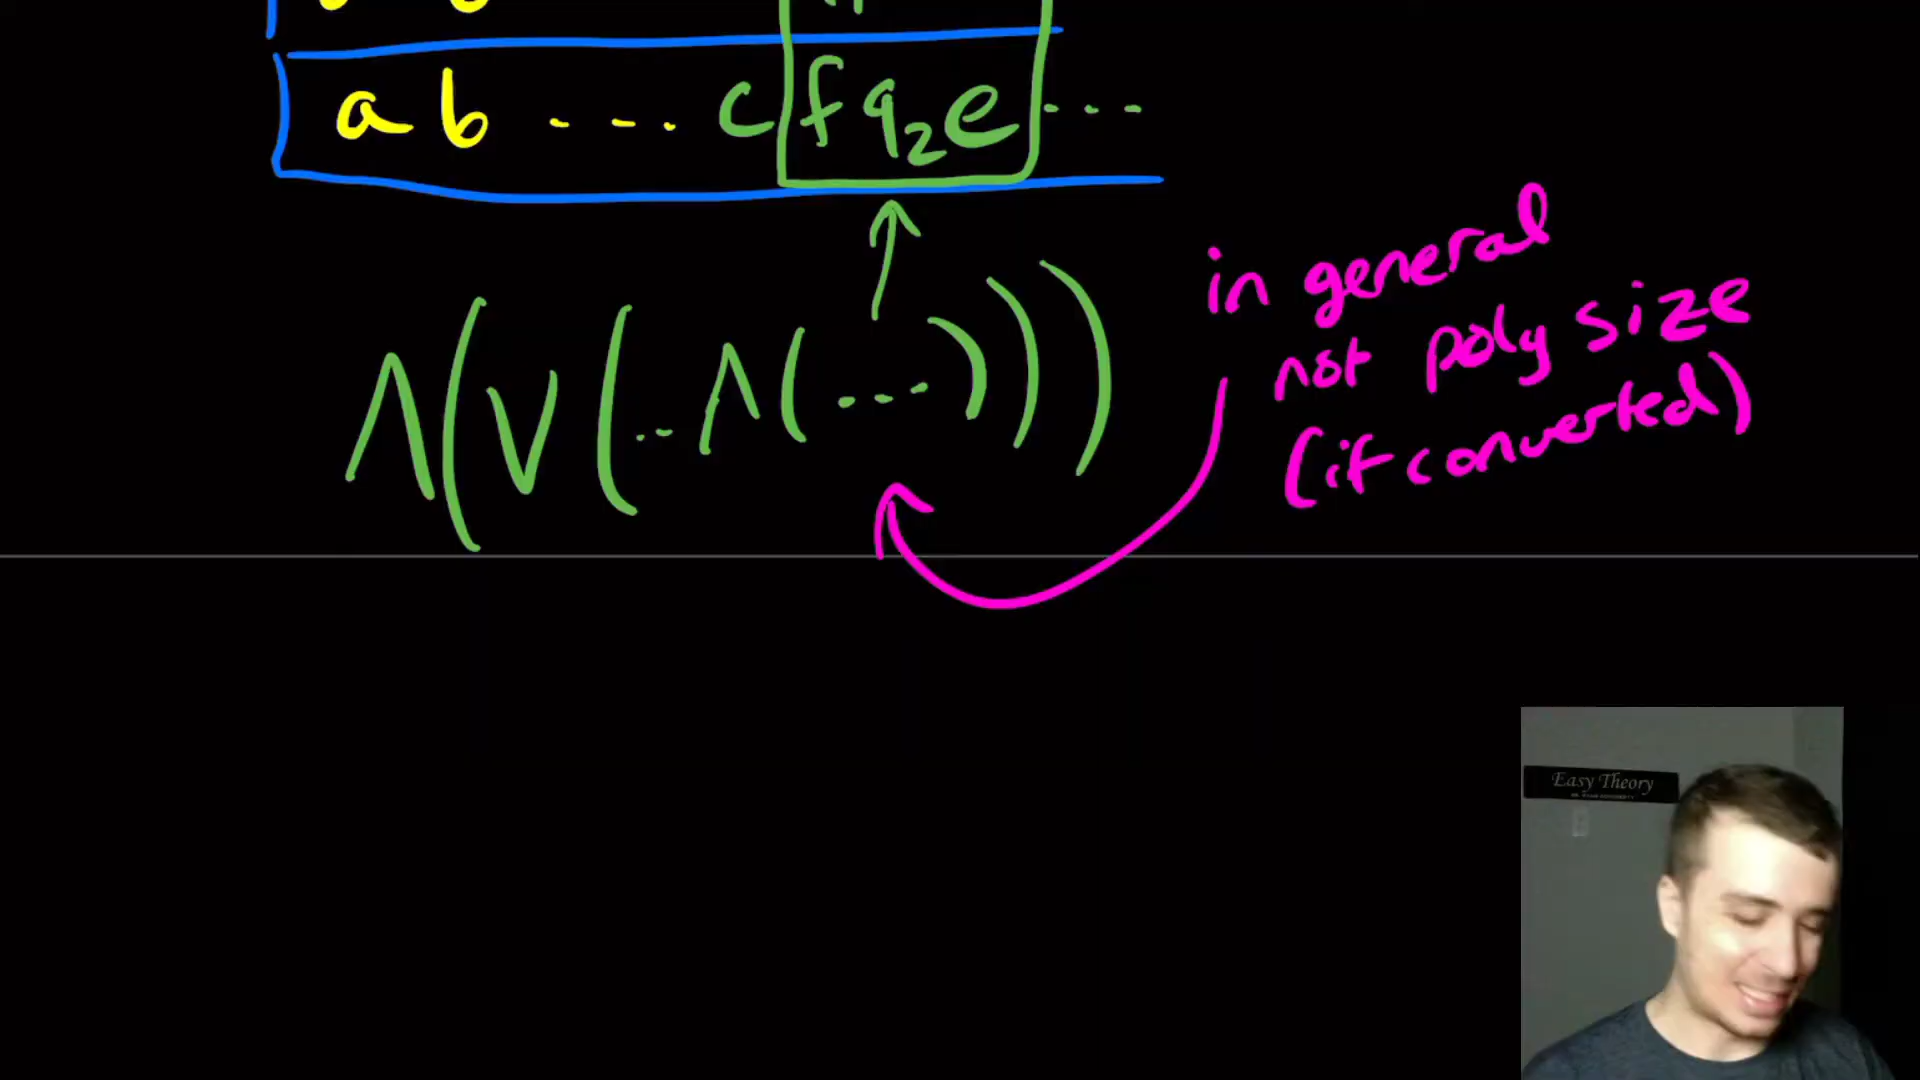 a b ... c f q₂ e ...
in general
not poly size
(if converted)
∧(∨(..∧(...)))
Easy Theory